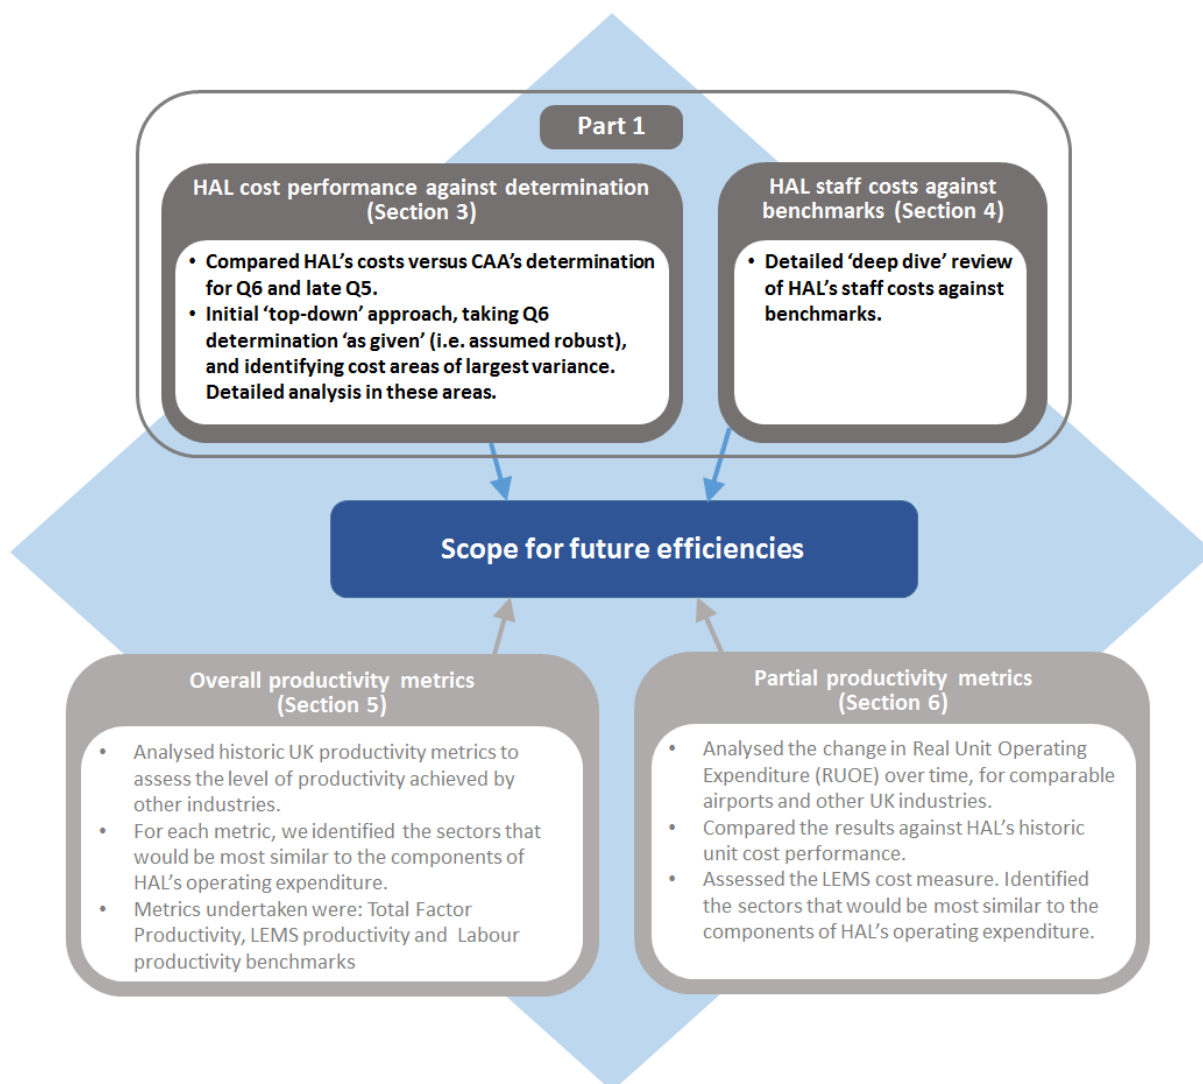 Part 1
HAL cost performance against determination
(Section 3)
• Compared HAL's costs versus CAA's determination
for Q6 and late Q5.
• Initial 'top-down' approach, taking Q6
determination 'as given' (i.e. assumed robust),
and identifying cost areas of largest variance.
Detailed analysis in these areas.
HAL staff costs against
benchmarks (Section 4)
• Detailed 'deep dive' review
of HAL's staff costs against
benchmarks.
Scope for future efficiencies
Overall productivity metrics
(Section 5)
• Analysed historic UK productivity metrics to
assess the level of productivity achieved by
other industries.
• For each metric, we identified the sectors that
would be most similar to the components of
HAL's operating expenditure.
• Metrics undertaken were: Total Factor
Productivity, LEMS productivity and Labour
productivity benchmarks
Partial productivity metrics
(Section 6)
• Analysed the change in Real Unit Operating
Expenditure (RUOE) over time, for comparable
airports and other UK industries.
• Compared the results against HAL's historic
unit cost performance.
• Assessed the LEMS cost measure. Identified
the sectors that would be most similar to the
components of HAL's operating expenditure.